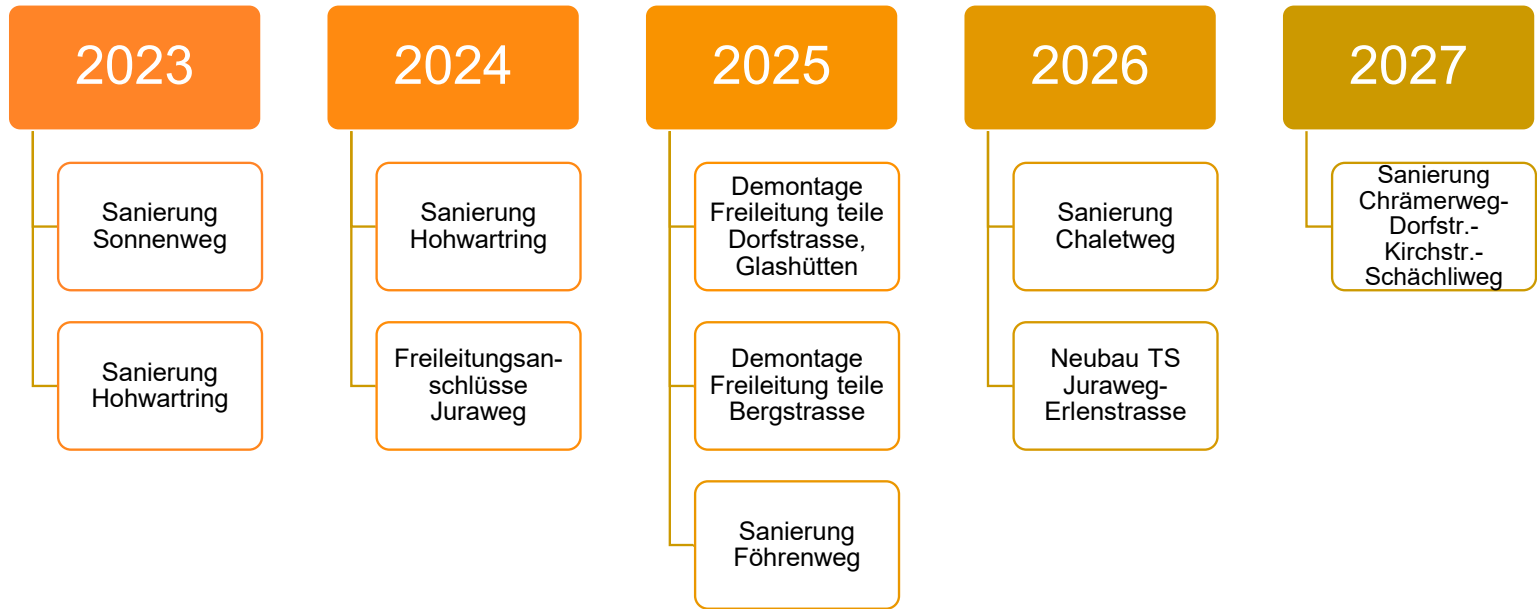 2023
Sanierung
Sonnenweg
Sanierung
Hohwartring
2024
Sanierung
Hohwartring
Freileitungsan-
schlüsse
Juraweg
2025
Demontage
Freileitung teile
Dorfstrasse,
Glashütten
Demontage
Freileitung teile
Bergstrasse
Sanierung
Föhrenweg
2026
Sanierung
Chaletweg
Neubau TS
Juraweg-
Erlenstrasse
2027
Sanierung
Chrämerweg-
Dorfstr.-
Kirchstr.-
Schächliweg